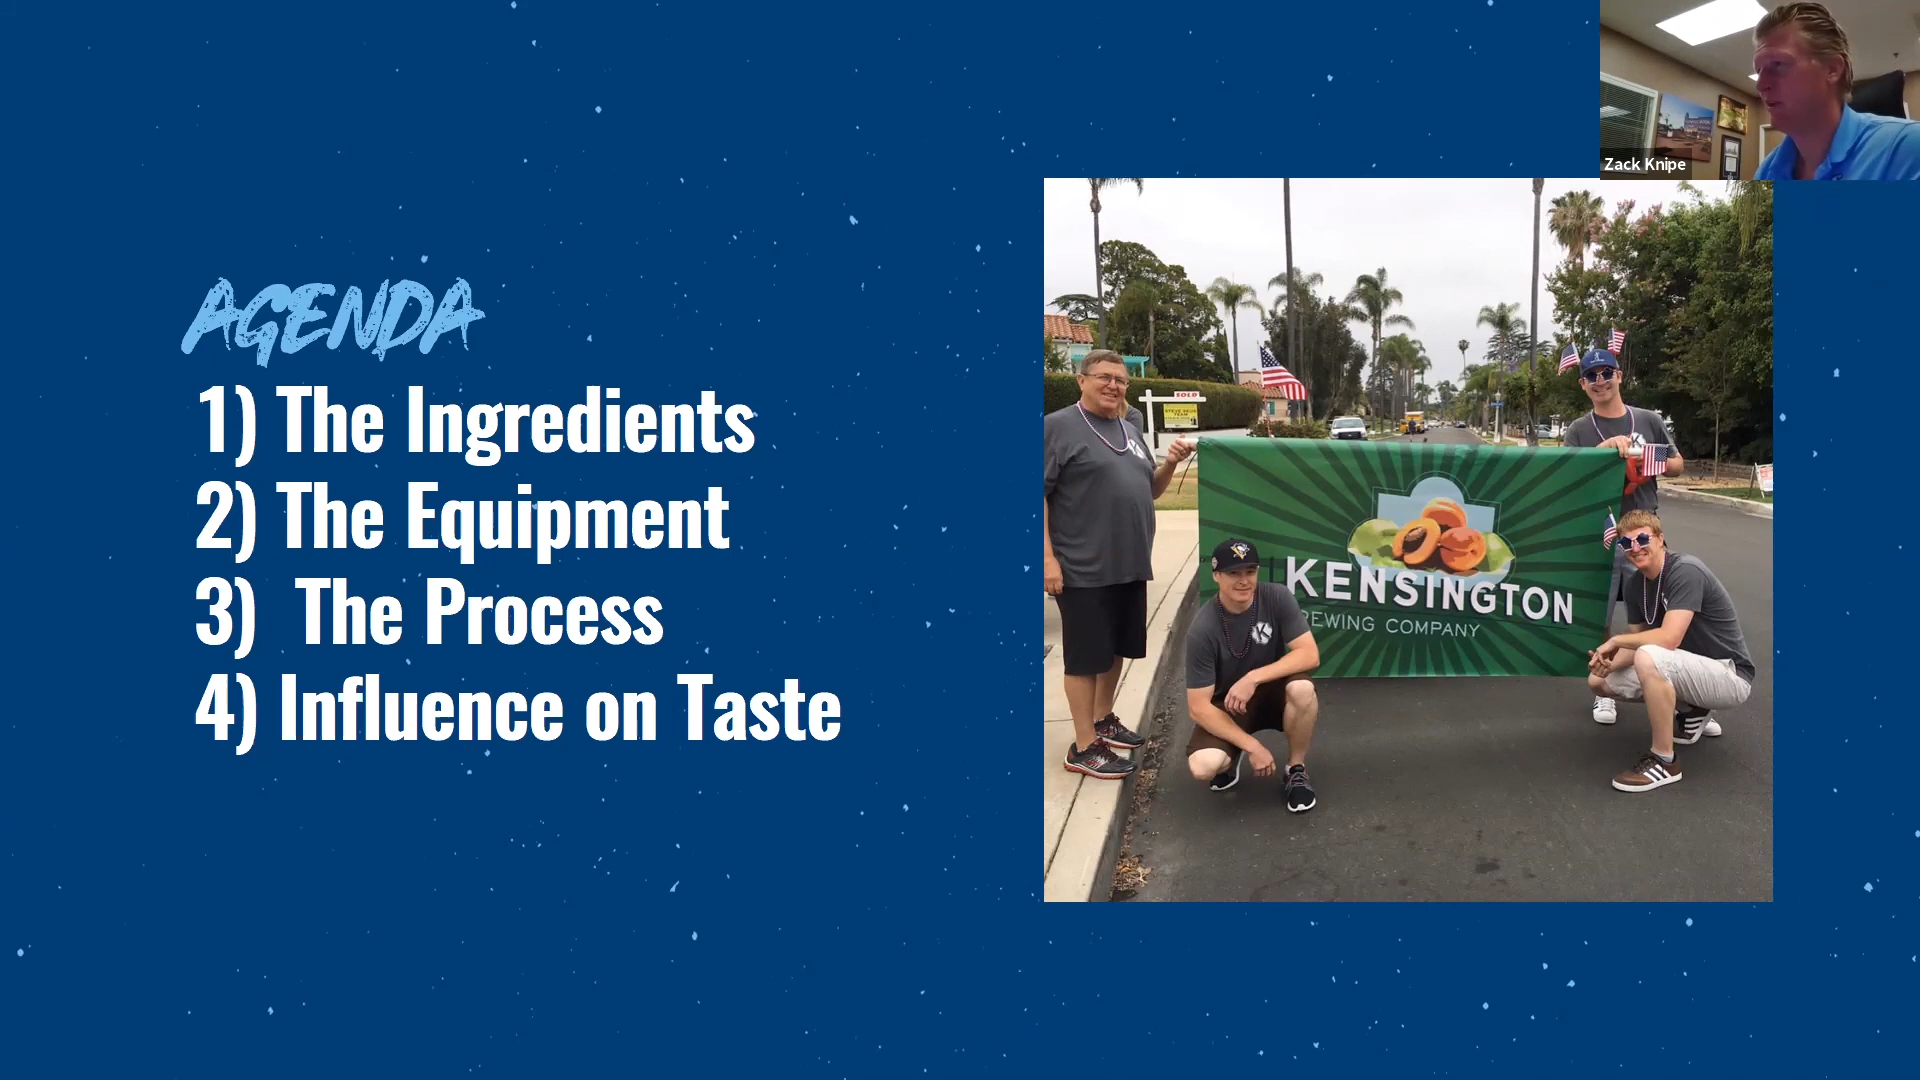 Zack Knipe
AGENDA
1) The Ingredients
2) The Equipment
3) The Process
4) Influence on Taste
SOLD
KENSINGTON
REWING COMPANY
K